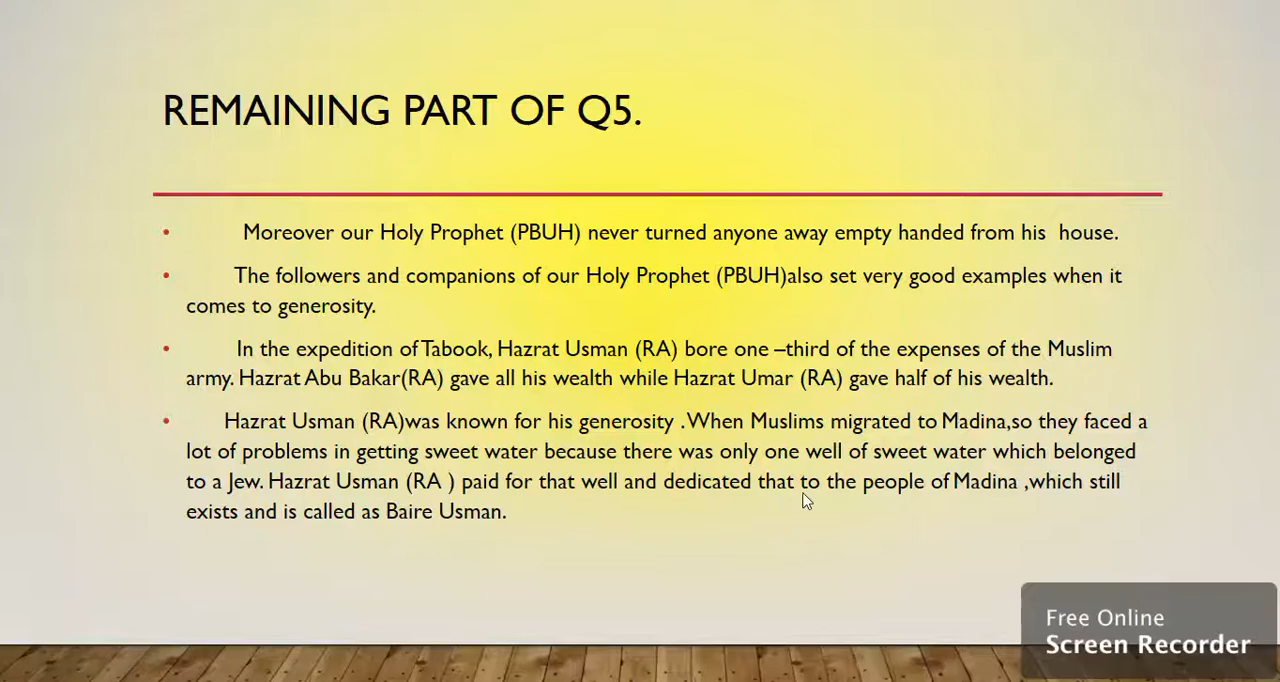 REMAINING PART OF Q5.
• Moreover our Holy Prophet (PBUH) never turned anyone away empty handed from his house.
• The followers and companions of our Holy Prophet (PBUH)also set very good examples when it
comes to generosity.
• In the expedition of Tabook, Hazrat Usman (RA) bore one –third of the expenses of the Muslim
army. Hazrat Abu Bakar(RA) gave all his wealth while Hazrat Umar (RA) gave half of his wealth.
• Hazrat Usman (RA)was known for his generosity .When Muslims migrated to Madina,so they faced a
lot of problems in getting sweet water because there was only one well of sweet water which belonged
to a Jew. Hazrat Usman (RA ) paid for that well and dedicated that to the people of Madina ,which still
exists and is called as Baire Usman.
Free Online
Screen Recorder